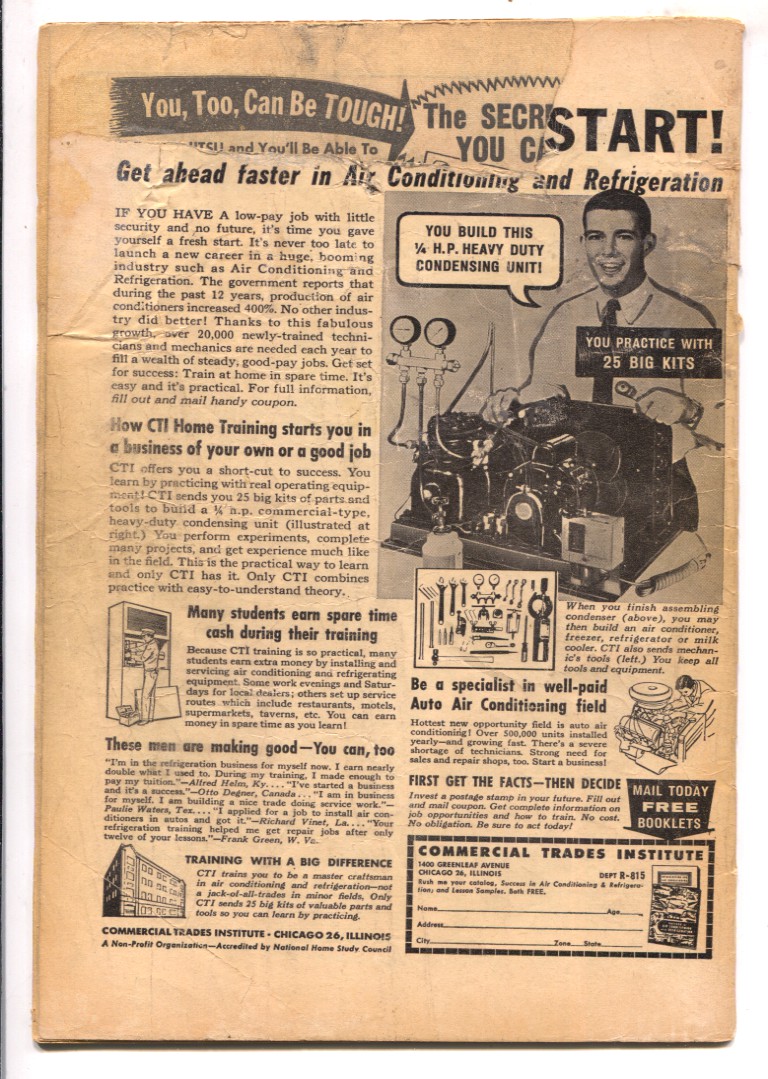 You, Too, Can Be TOUGH!
The SECR
START!
JITSU and You'll Be Able To
YOU CA
Get ahead faster in Air Conditioning and Refrigeration
IF YOU HAVE A low-pay job with little
security and no future, it's time you gave
yourself a fresh start. It's never too late to
launch a new career in a huge, booming
industry such as Air Conditioning and
Refrigeration. The government reports that
during the past 12 years, production of air
conditioners increased 400%. No other indus-
try did better! Thanks to this fabulous
growth, over 20,000 newly-trained techni-
cians and mechanics are needed each year to
fill a wealth of steady, good-pay jobs. Get set
for success: Train at home in spare time. It's
easy and it's practical. For full information,
fill out and mail handy coupon.
How CTI Home Training starts you in
a business of your own or a good job
CTI offers you a short-cut to success. You
learn by practicing with real operating equip-
ment! CTI sends you 25 big kits of parts and
tools to build a ¼ h.p. commercial-type,
heavy-duty condensing unit (illustrated at
right.) You perform experiments, complete
many projects, and get experience much like
in the field. This is the practical way to learn
and only CTI has it. Only CTI combines
practice with easy-to-understand theory.
YOU BUILD THIS
¼ H.P. HEAVY DUTY
CONDENSING UNIT!
YOU PRACTICE WITH
25 BIG KITS
When you finish assembling
condenser (above), you may
then build an air conditioner,
freezer, refrigerator or milk
cooler. CTI also sends mechan-
ic's tools (left.) You keep all
tools and equipment.
Many students earn spare time
cash during their training
Because CTI training is so practical, many
students earn extra money by installing and
servicing air conditioning and refrigerating
equipment. Some work evenings and Satur-
days for local dealers; others set up service
routes which include restaurants, motels,
supermarkets, taverns, etc. You can earn
money in spare time as you learn!
These men are making good—You can, too
"I'm in the refrigeration business for myself now. I earn nearly
double what I used to. During my training, I made enough to
pay my tuition."—Alfred Helm, Ky. . . . "I've started a business
and it's a success."—Otto Degner, Canada . . . "I am in business
for myself. I am building a nice trade doing service work."—
Paulie Waters, Tex. . . . "I applied for a job to install air con-
ditioners in autos and got it."—Richard Vinet, La. . . . "Your
refrigeration training helped me get repair jobs after only
twelve of your lessons."—Frank Green, W. Va.
TRAINING WITH A BIG DIFFERENCE
CTI trains you to be a master craftsman
in air conditioning and refrigeration—not
a jack-of-all-trades in minor fields. Only
CTI sends 25 big kits of valuable parts and
tools so you can learn by practicing.
COMMERCIAL TRADES INSTITUTE • CHICAGO 26, ILLINOIS
A Non-Profit Organization—Accredited by National Home Study Council
Be a specialist in well-paid
Auto Air Conditioning field
Hottest new opportunity field is auto air
conditioning! Over 500,000 units installed
yearly—and growing fast. There's a severe
shortage of technicians. Strong need for
sales and repair shops, too. Start a business!
FIRST GET THE FACTS—THEN DECIDE
Invest a postage stamp in your future. Fill out
and mail coupon. Get complete information on
job opportunities and how to train. No cost.
No obligation. Be sure to act today!
MAIL TODAY
FREE
BOOKLETS
COMMERCIAL TRADES INSTITUTE
1400 GREENLEAF AVENUE
CHICAGO 26, ILLINOIS DEPT R-815
Rush me your catalog, Success in Air Conditioning & Refrigera-
tion; and Lesson Samples. Both FREE.
Name Age
Address
City Zone State